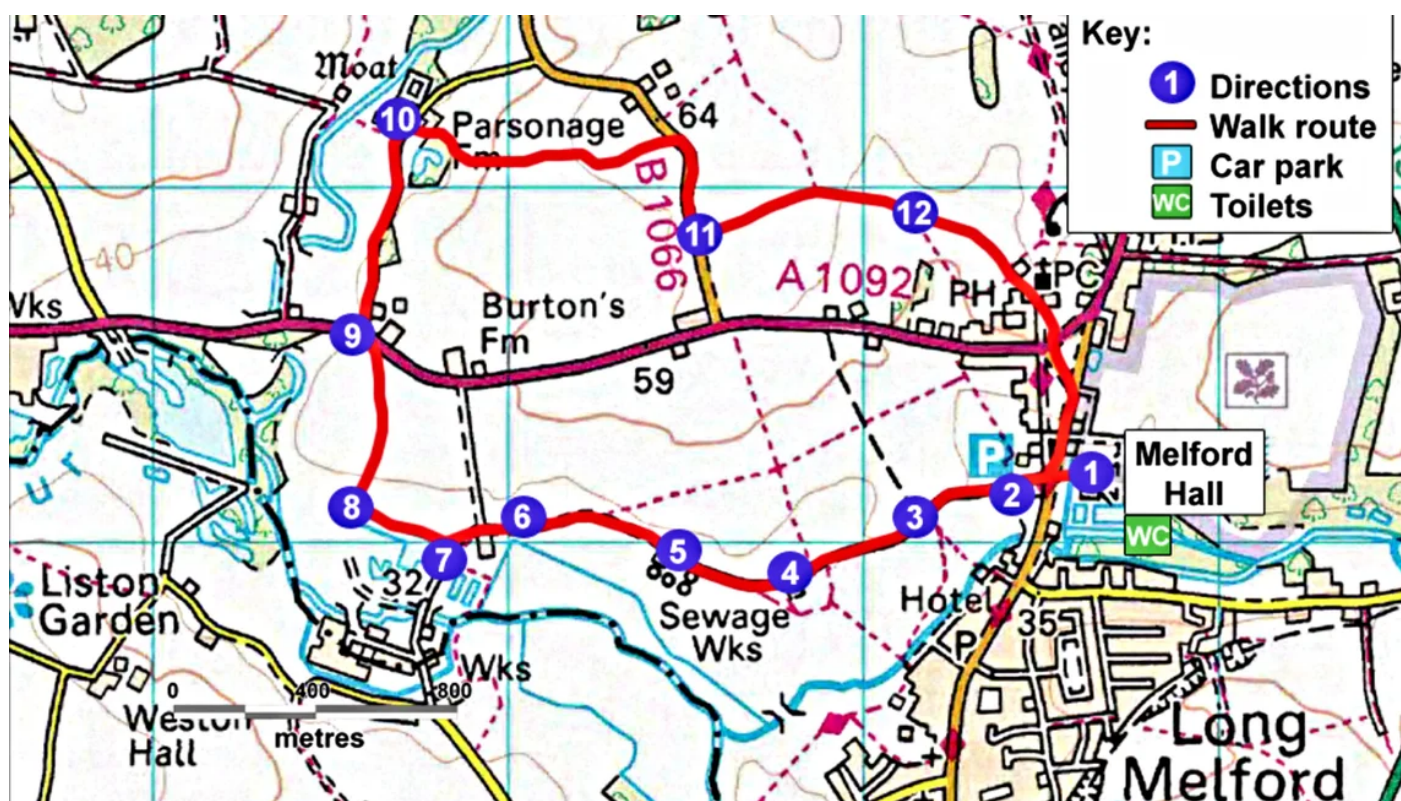 Key:
1 Directions
Walk route
P Car park
WC Toilets
Moat
10
Parsonage
Fm
64
B 1066
11
12
40
A 1092
PH
PC
Wks
9
Burton's
Fm
59
P
1
Melford
Hall
2
WC
8
6
3
7
5
4
32
Liston
Garden
Sewage
Wks
Hotel
35
P
Wks
0 400 800
metres
Weston
Hall
Long
Melford